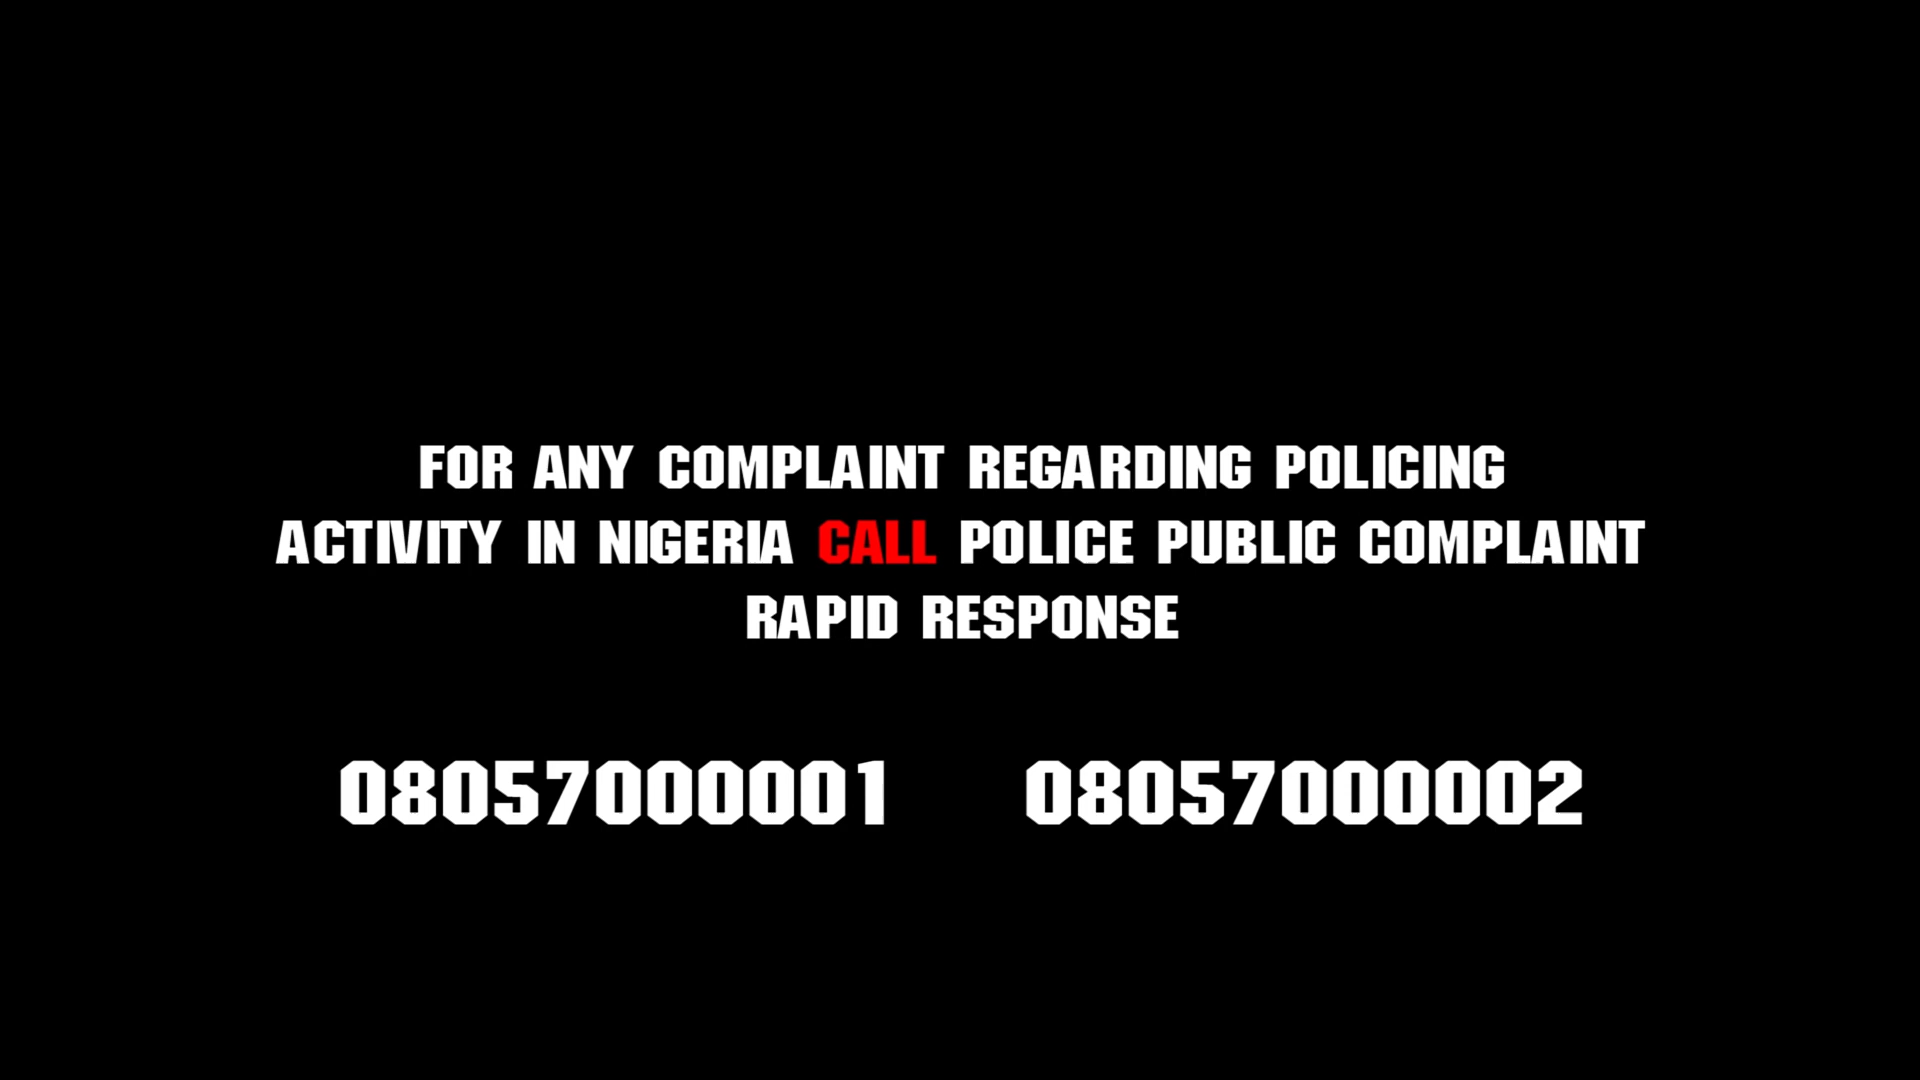 FOR ANY COMPLAINT REGARDING POLICING
ACTIVITY IN NIGERIA CALL POLICE PUBLIC COMPLAINT
RAPID RESPONSE
08057000001 08057000002